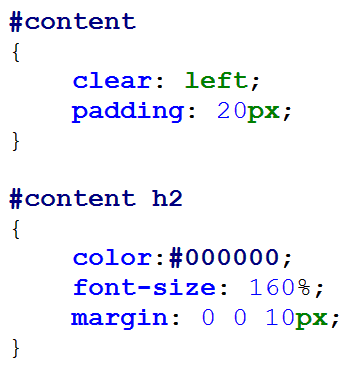 #content
{
    clear: left;
    padding: 20px;
}

#content h2
{
    color:#000000;
    font-size: 160%;
    margin: 0 0 10px;
}